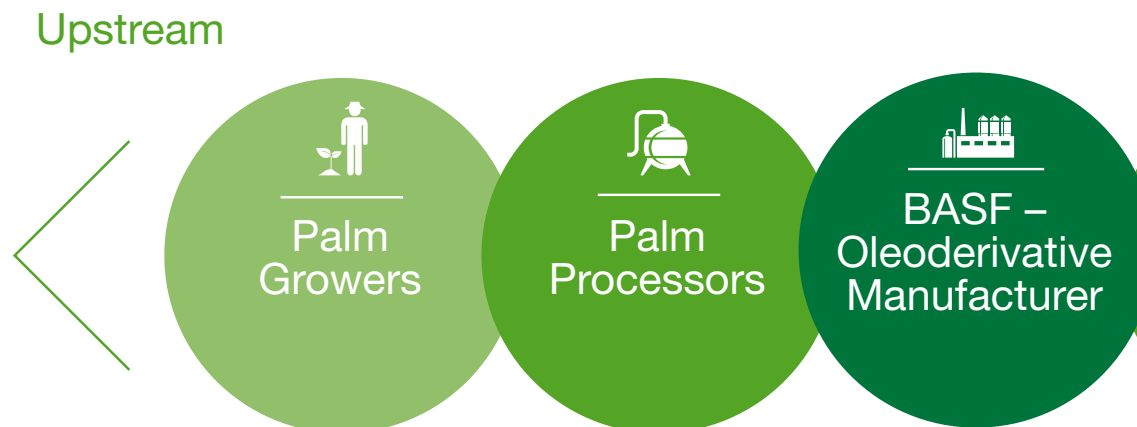 Upstream
Palm
Growers
Palm
Processors
BASF –
Oleoderivative
Manufacturer